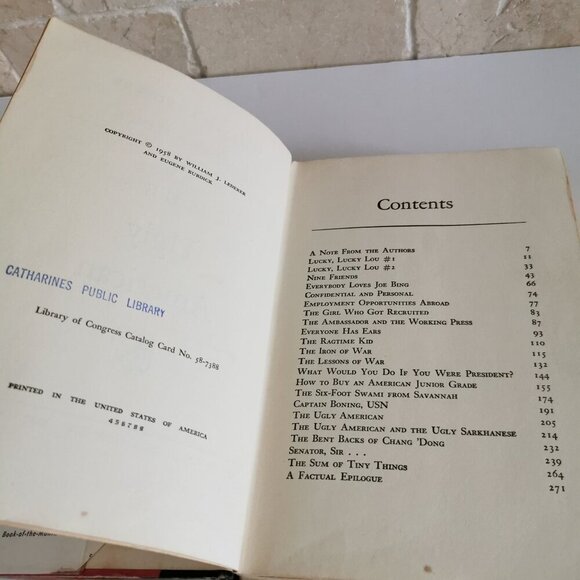 COPYRIGHT © 1958 BY WILLIAM J. LEDERER
AND EUGENE BURDICK
CATHARINES PUBLIC LIBRARY
Library of Congress Catalog Card No. 58-7388
PRINTED IN THE UNITED STATES OF AMERICA
456789
Book-of-the-Month
Contents
A NOTE FROM THE AUTHORS 7
LUCKY, LUCKY LOU #1 11
LUCKY, LUCKY LOU #2 33
NINE FRIENDS 43
EVERYBODY LOVES JOE BING 66
CONFIDENTIAL AND PERSONAL 74
EMPLOYMENT OPPORTUNITIES ABROAD 77
THE GIRL WHO GOT RECRUITED 83
THE AMBASSADOR AND THE WORKING PRESS 87
EVERYONE HAS EARS 93
THE RAGTIME KID 110
THE IRON OF WAR 115
THE LESSONS OF WAR 132
WHAT WOULD YOU DO IF YOU WERE PRESIDENT? 144
HOW TO BUY AN AMERICAN JUNIOR GRADE 155
THE SIX-FOOT SWAMI FROM SAVANNAH 174
CAPTAIN BONING, USN 191
THE UGLY AMERICAN 205
THE UGLY AMERICAN AND THE UGLY SARKHANESE 214
THE BENT BACKS OF CHANG 'DONG 232
SENATOR, SIR . . . 239
THE SUM OF TINY THINGS 264
A FACTUAL EPILOGUE 271